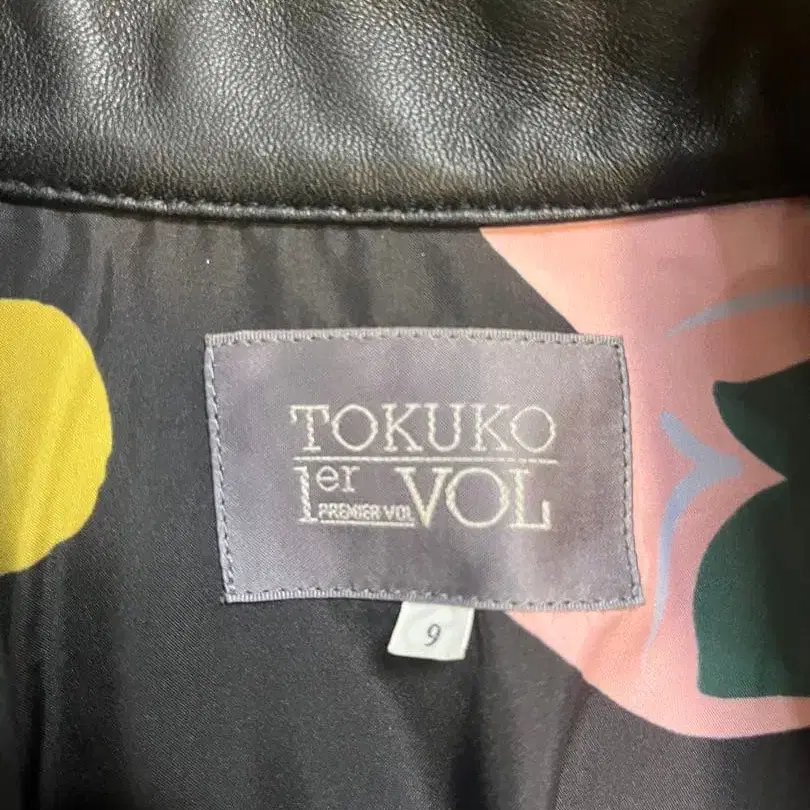 TOKUKO
1er VOL
PREMIER VOL
9